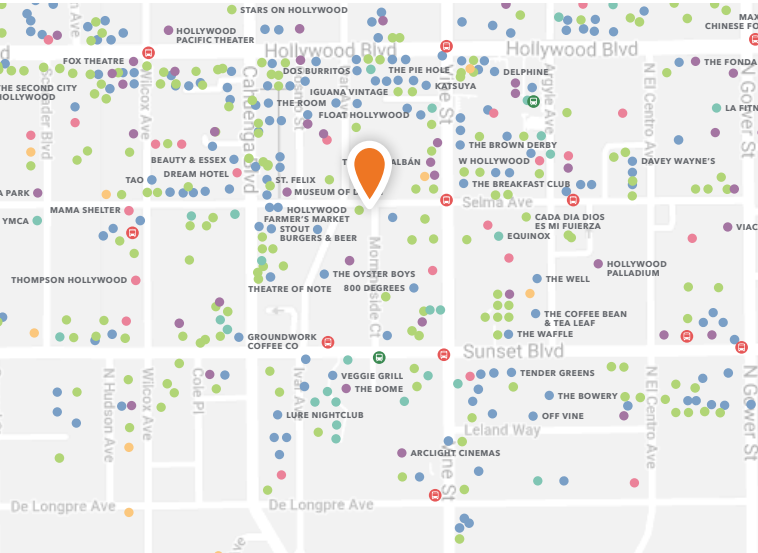 STARS ON HOLLYWOOD
MAX
CHINESE FO
HOLLYWOOD
PACIFIC THEATER
Hollywood Blvd
Hollywood Blvd
FOX THEATRE
DOS BURRITOS
THE PIE HOLE
DELPHINE
THE FONDA
HE SECOND CITY
HOLLYWOOD
IGUANA VINTAGE
KATSUYA
THE ROOM
FLOAT HOLLYWOOD
LA FITN
Wilcox Ave
Cahuenga Blvd
Argyle Ave
N El Centro Ave
N Gower St
THE BROWN DERBY
BEAUTY & ESSEX
ALBÁN
W HOLLYWOOD
DAVEY WAYNE'S
DREAM HOTEL
TAO
ST. FELIX
THE BREAKFAST CLUB
A PARK
MUSEUM OF
Selma Ave
MAMA SHELTER
HOLLYWOOD
FARMER'S MARKET
CADA DIA DIOS
ES MI FUIERZA
YMCA
STOUT
BURGERS & BEER
EQUINOX
VIAC
HOLLYWOOD
PALLADIUM
THOMPSON HOLLYWOOD
THE OYSTER BOYS
THE WELL
THEATRE OF NOTE
800 DEGREES
Morningside Ct
THE COFFEE BEAN
& TEA LEAF
GROUNDWORK
COFFEE CO
THE WAFFLE
Sunset Blvd
VEGGIE GRILL
TENDER GREENS
THE DOME
THE BOWERY
N Hudson Ave
Wilcox Ave
Cole Pl
Ivar Ave
N El Centro Ave
N Gower St
LURE NIGHTCLUB
OFF VINE
Leland Way
ARCLIGHT CINEMAS
De Longpre Ave
De Longpre Ave